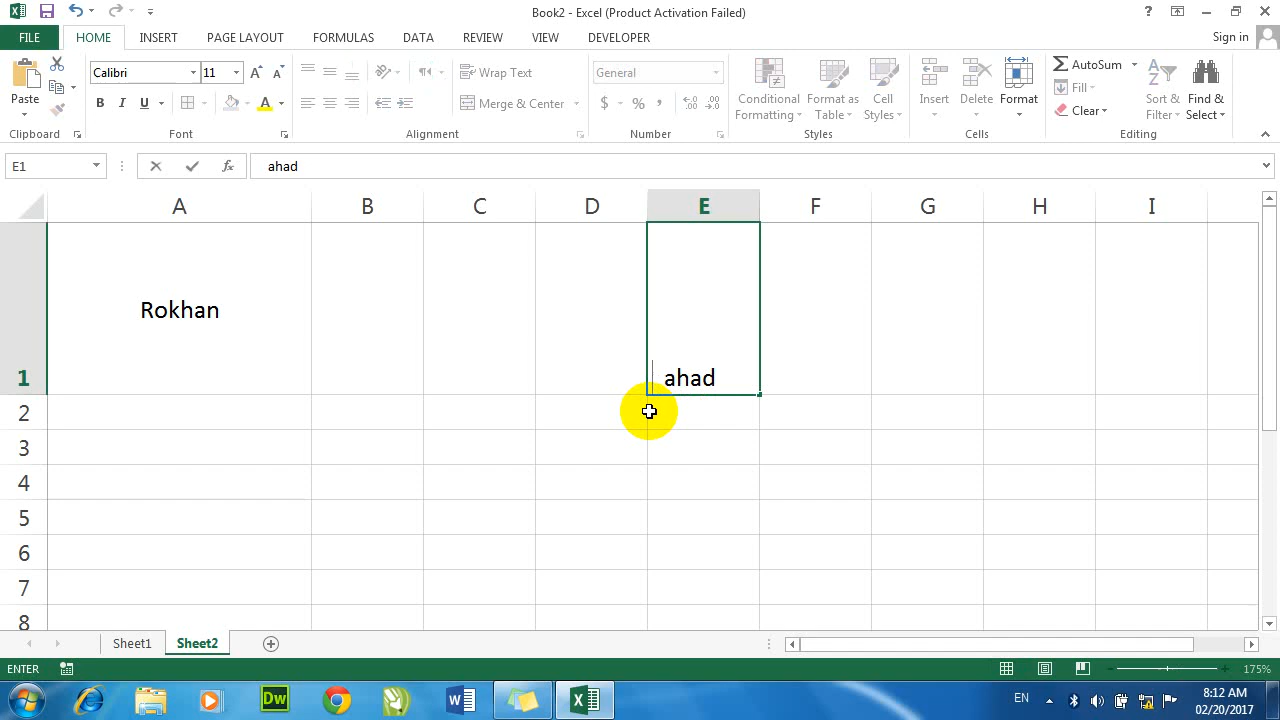 Book2 - Excel (Product Activation Failed)
?
FILE HOME INSERT PAGE LAYOUT FORMULAS DATA REVIEW VIEW DEVELOPER Sign in
Calibri 11 Wrap Text General AutoSum
Paste Fill
B I U Merge & Center $ % , Conditional Formatting Format as Table Cell Styles Insert Delete Format Clear Sort & Filter Find & Select
Clipboard Font Alignment Number Styles Cells Editing
E1 fx ahad
A B C D E F G H I
Rokhan
1 ahad
2
3
4
5
6
7
8
Sheet1 Sheet2
ENTER 175%
Dw EN 8:12 AM
02/20/2017